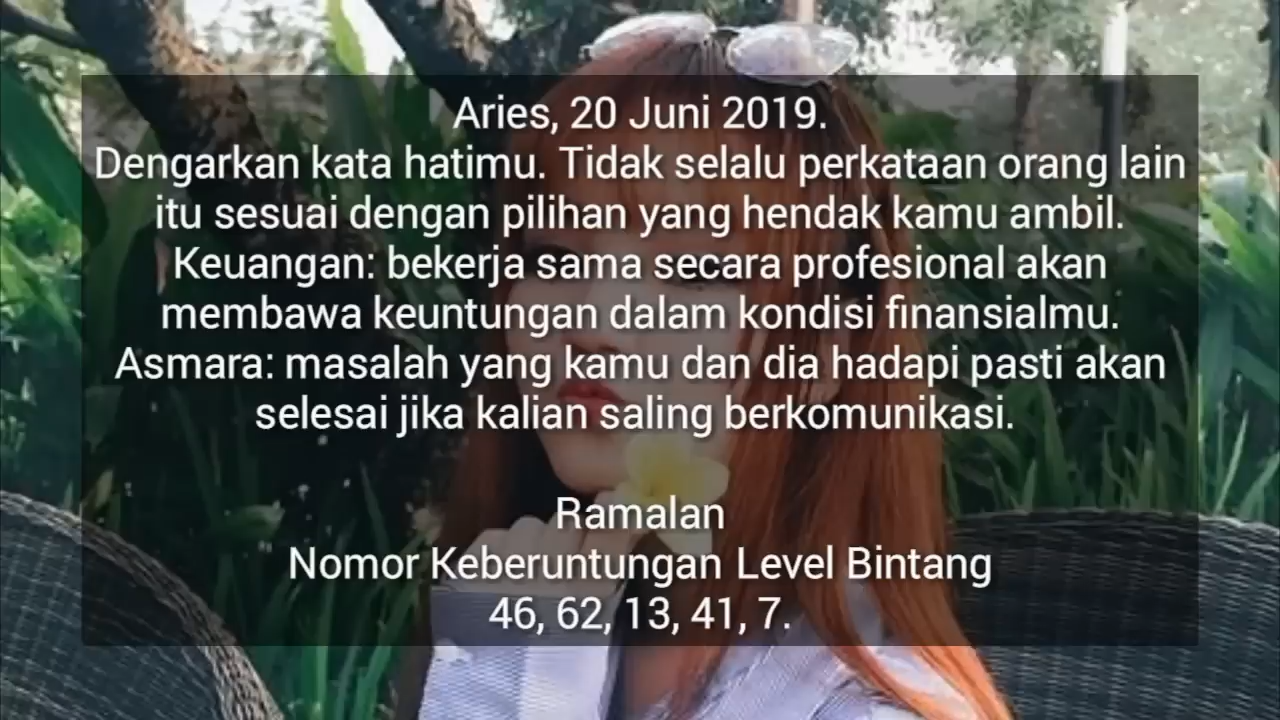 Aries, 20 Juni 2019.
Dengarkan kata hatimu. Tidak selalu perkataan orang lain
itu sesuai dengan pilihan yang hendak kamu ambil.
Keuangan: bekerja sama secara profesional akan
membawa keuntungan dalam kondisi finansialmu.
Asmara: masalah yang kamu dan dia hadapi pasti akan
selesai jika kalian saling berkomunikasi.
Ramalan
Nomor Keberuntungan Level Bintang
46, 62, 13, 41, 7.